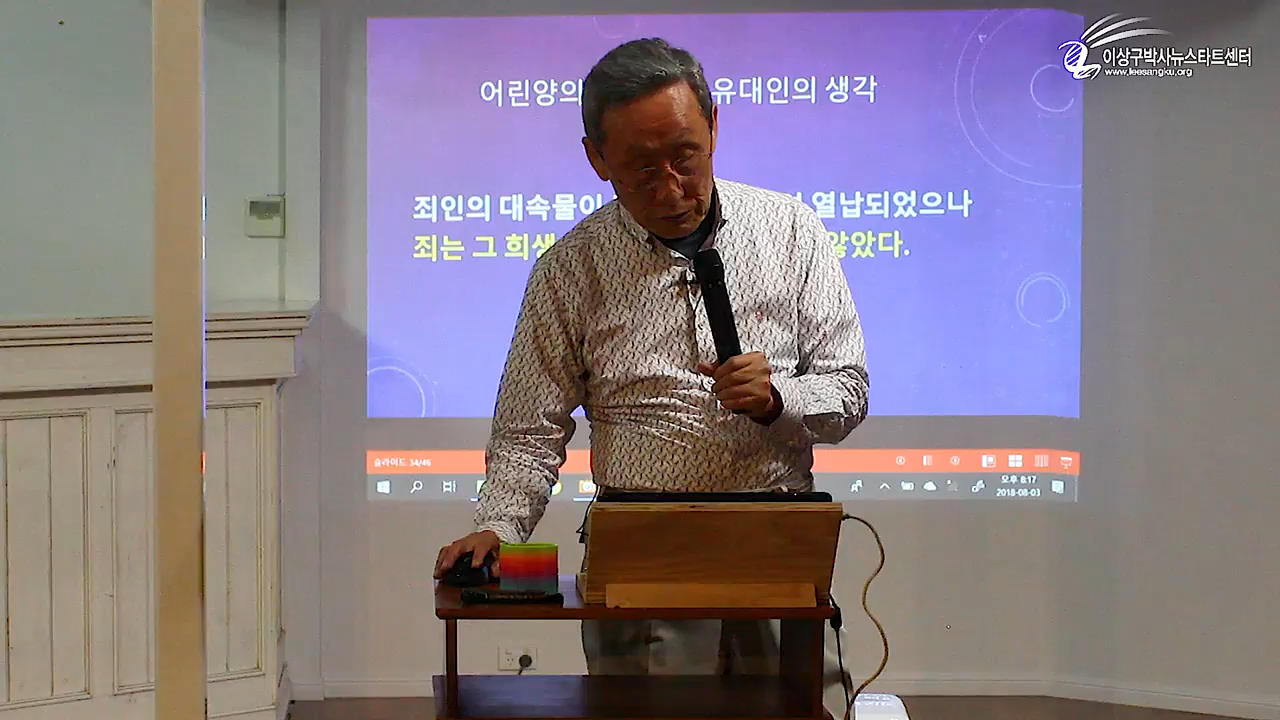 이상구박사뉴스타트센터
www.leesangku.org
어린양의 유대인의 생각
죄인의 대속물이 열납되었으나
죄는 그 희생 않았다.
슬라이드 34/46
오후 8:17
2018-08-03